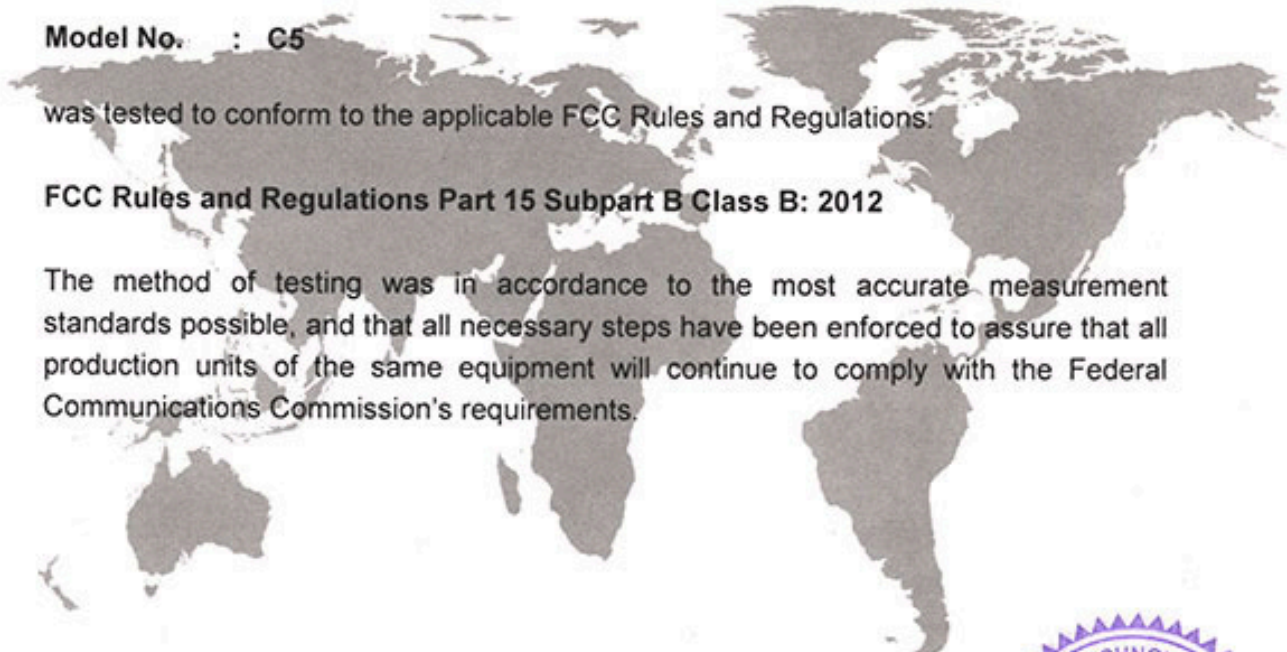 Model No. : C5
was tested to conform to the applicable FCC Rules and Regulations:
FCC Rules and Regulations Part 15 Subpart B Class B: 2012
The method of testing was in accordance to the most accurate measurement
standards possible, and that all necessary steps have been enforced to assure that all
production units of the same equipment will continue to comply with the Federal
Communications Commission's requirements.